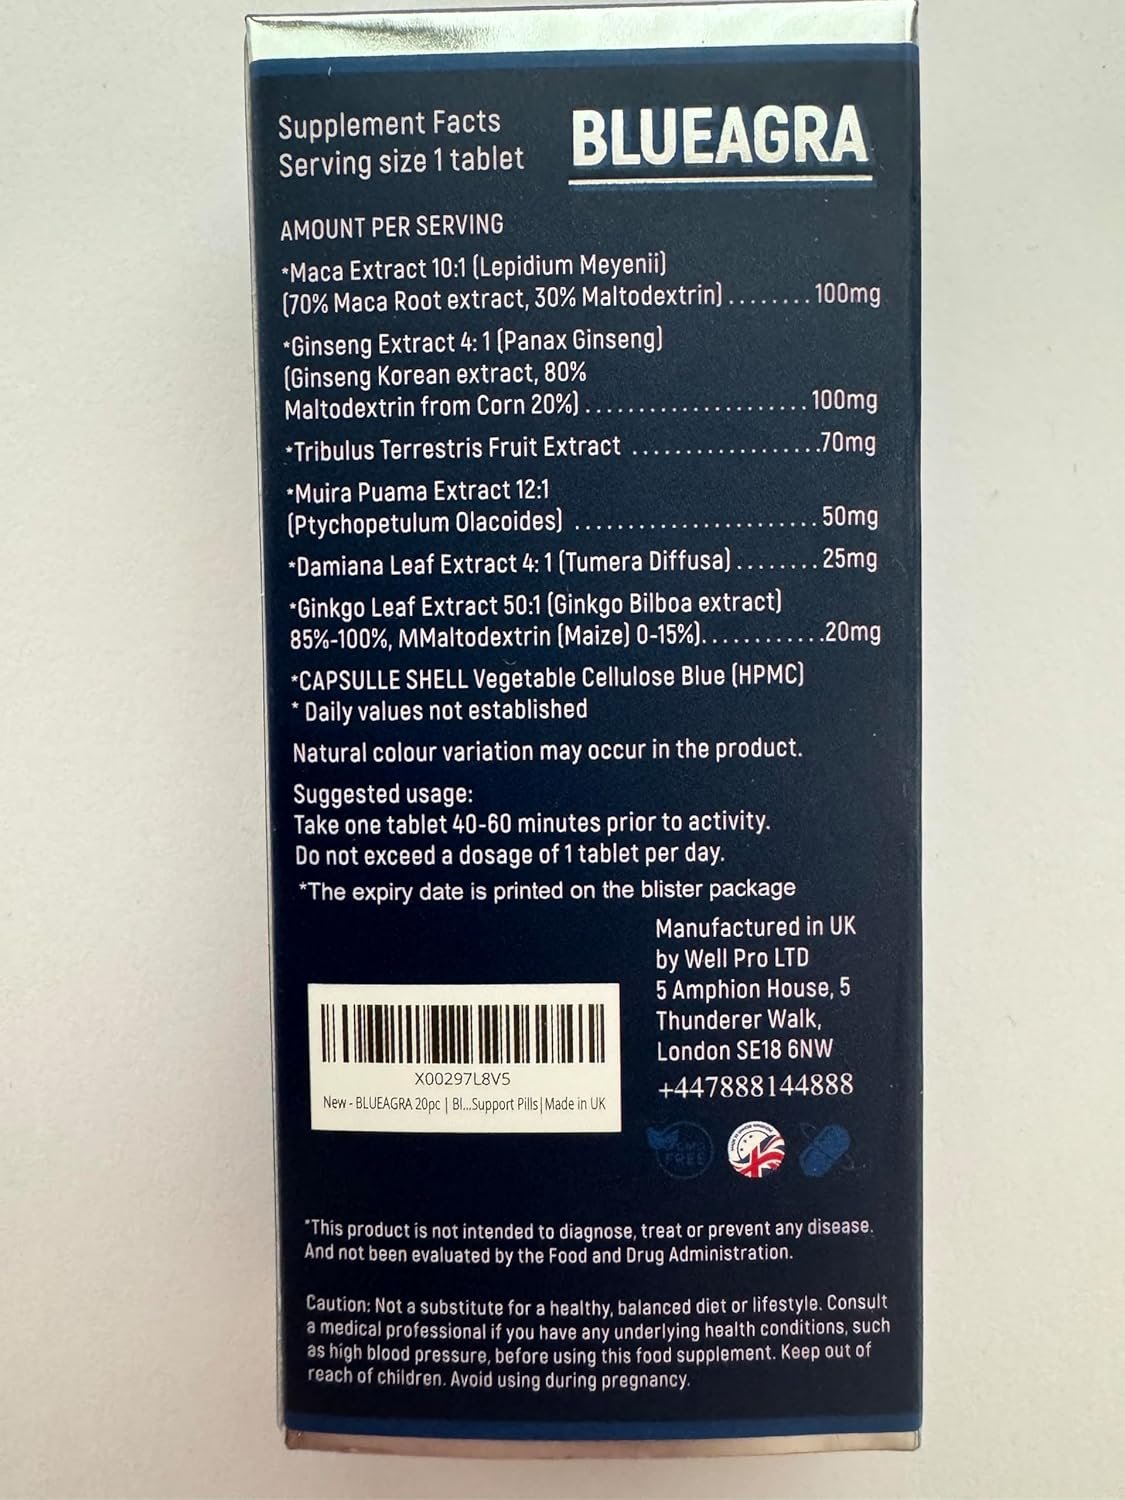 Supplement Facts
Serving size 1 tablet
BLUEAGRA
AMOUNT PER SERVING
*Maca Extract 10:1 (Lepidium Meyenii)
(70% Maca Root extract, 30% Maltodextrin) ........ 100mg
*Ginseng Extract 4: 1 (Panax Ginseng)
(Ginseng Korean extract, 80%
Maltodextrin from Corn 20%) ..................... 100mg
*Tribulus Terrestris Fruit Extract ..................70mg
*Muira Puama Extract 12:1
(Ptychopetulum Olacoides) ....................... 50mg
*Damiana Leaf Extract 4: 1 (Tumera Diffusa) ........ 25mg
*Ginkgo Leaf Extract 50:1 (Ginkgo Bilboa extract)
85%-100%, MMaltodextrin (Maize) 0-15%)............20mg
*CAPSULLE SHELL Vegetable Cellulose Blue (HPMC)
* Daily values not established
Natural colour variation may occur in the product.
Suggested usage:
Take one tablet 40-60 minutes prior to activity.
Do not exceed a dosage of 1 tablet per day.
*The expiry date is printed on the blister package
Manufactured in UK
by Well Pro LTD
5 Amphion House, 5
Thunderer Walk,
London SE18 6NW
+447888144888
X00297L8V5
New - BLUEAGRA 20pc | Bl...Support Pills|Made in UK
GMO
FREE
*This product is not intended to diagnose, treat or prevent any disease.
And not been evaluated by the Food and Drug Administration.
Caution: Not a substitute for a healthy, balanced diet or lifestyle. Consult
a medical professional if you have any underlying health conditions, such
as high blood pressure, before using this food supplement. Keep out of
reach of children. Avoid using during pregnancy.